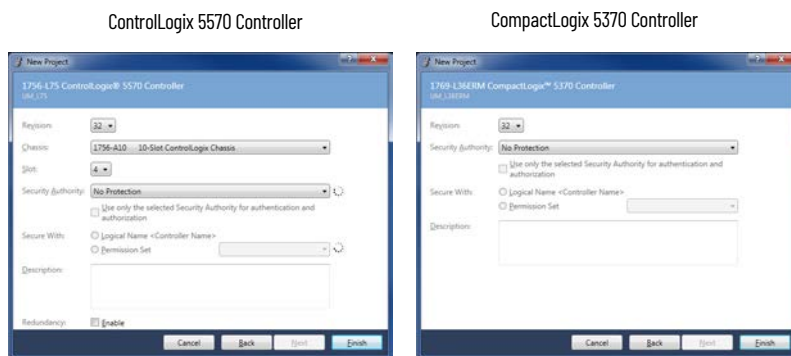 ControlLogix 5570 Controller
New Project
1756-L75 ControlLogix® 5570 Controller
UM_L75
Revision: 32
Chassis: 1756-A10 10-Slot ControlLogix Chassis
Slot: 4
Security Authority: No Protection
Use only the selected Security Authority for authentication and
authorization
Secure With: Logical Name <Controller Name>
Permission Set
Description:
Redundancy: Enable
Cancel Back Next Finish
CompactLogix 5370 Controller
New Project
1769-L36ERM CompactLogix™ 5370 Controller
UM_L36ERM
Revision: 32
Security Authority: No Protection
Use only the selected Security Authority for authentication and
authorization
Secure With: Logical Name <Controller Name>
Permission Set
Description:
Cancel Back Next Finish